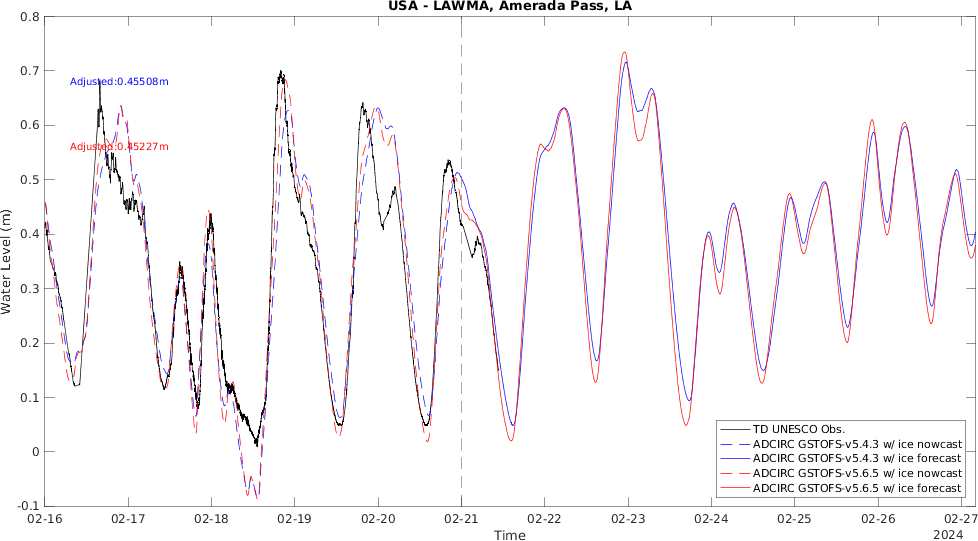 USA - LAWMA, Amerada Pass, LA
0.8
0.7
0.6
0.5
0.4
0.3
0.2
0.1
0
-0.1
Water Level (m)
Adjusted:0.45508m
Adjusted:0.45227m
TD UNESCO Obs.
ADCIRC GSTOFS-v5.4.3 w/ ice nowcast
ADCIRC GSTOFS-v5.4.3 w/ ice forecast
ADCIRC GSTOFS-v5.6.5 w/ ice nowcast
ADCIRC GSTOFS-v5.6.5 w/ ice forecast
02-16 02-17 02-18 02-19 02-20 02-21 02-22 02-23 02-24 02-25 02-26 02-27
Time
2024